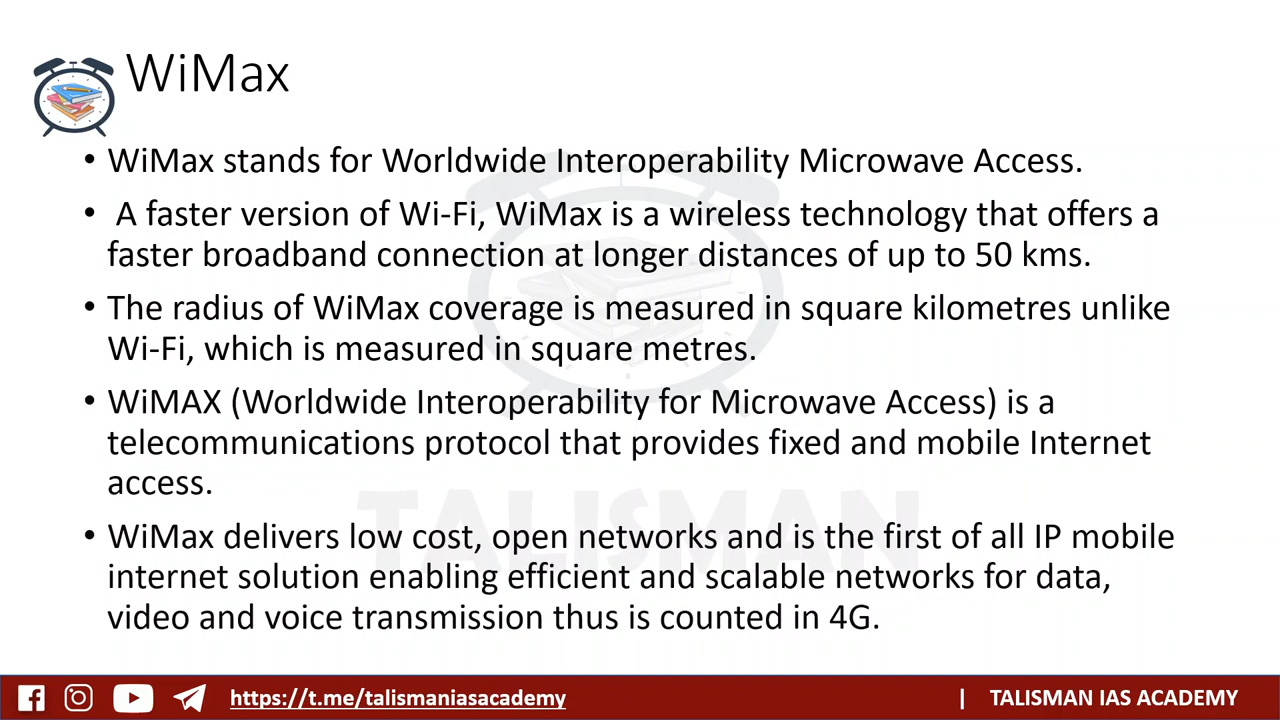 WiMax
• WiMax stands for Worldwide Interoperability Microwave Access.
• A faster version of Wi-Fi, WiMax is a wireless technology that offers a
faster broadband connection at longer distances of up to 50 kms.
• The radius of WiMax coverage is measured in square kilometres unlike
Wi-Fi, which is measured in square metres.
• WiMAX (Worldwide Interoperability for Microwave Access) is a
telecommunications protocol that provides fixed and mobile Internet
access.
TALISMAN
• WiMax delivers low cost, open networks and is the first of all IP mobile
internet solution enabling efficient and scalable networks for data,
video and voice transmission thus is counted in 4G.
https://t.me/talismaniasacademy | TALISMAN IAS ACADEMY